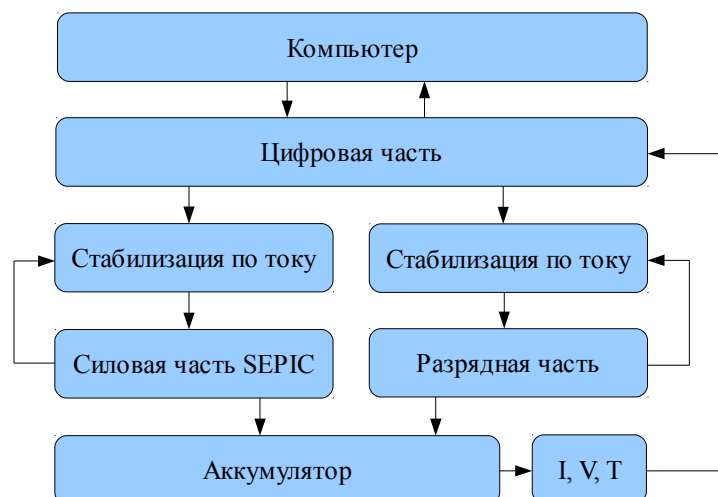 Компьютер
Цифровая часть
Стабилизация по току
Стабилизация по току
Силовая часть SEPIC
Разрядная часть
Аккумулятор
I, V, T